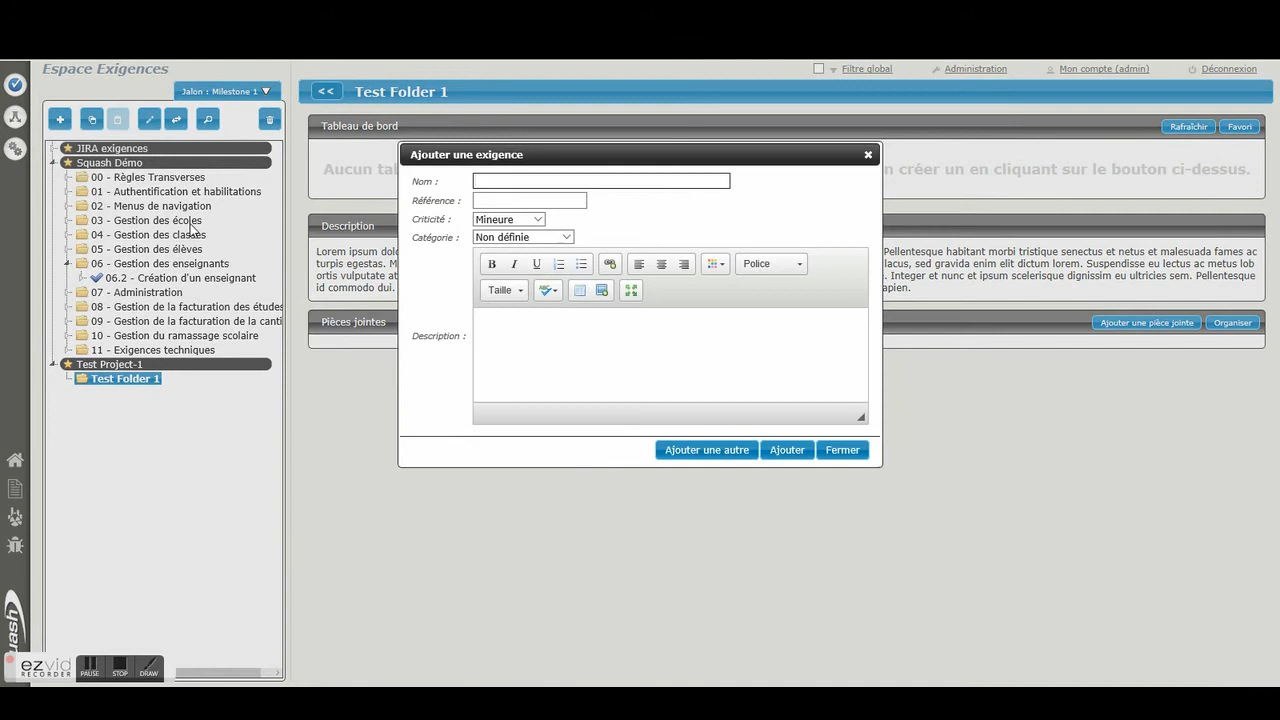 Espace Exigences
Filtre global
Administration
Mon compte (admin)
Déconnexion
Jalon : Milestone 1
JIRA exigences
Squash Démo
00 - Règles Transverses
01 - Authentification et habilitations
02 - Menus de navigation
03 - Gestion des écoles
04 - Gestion des classes
05 - Gestion des élèves
06 - Gestion des enseignants
06.2 - Création d'un enseignant
07 - Administration
08 - Gestion de la facturation des études
09 - Gestion de la facturation de la canti
10 - Gestion du ramassage scolaire
11 - Exigences techniques
Test Project-1
Test Folder 1
<< Test Folder 1
Tableau de bord
Rafraîchir Favori
Aucun tab
n créer un en cliquant sur le bouton ci-dessus.
Description
Lorem ipsum dol
Pellentesque habitant morbi tristique senectus et netus et malesuada fames ac
turpis egestas. M
lacus, sed gravida enim elit dictum lorem. Suspendisse eu lectus ac metus lob
ortis vulputate at
Integer et nunc et ipsum scelerisque dignissim eu ultricies sem. Pellentesque
id commodo dui.
apien.
Pièces jointes
Ajouter une pièce jointe Organiser
Ajouter une exigence
Nom :
Référence :
Criticité : Mineure
Catégorie : Non définie
B I U Police
Taille ABC
Description :
Ajouter une autre Ajouter Fermer
squash
ezvid
RECORDER
PAUSE STOP DRAW